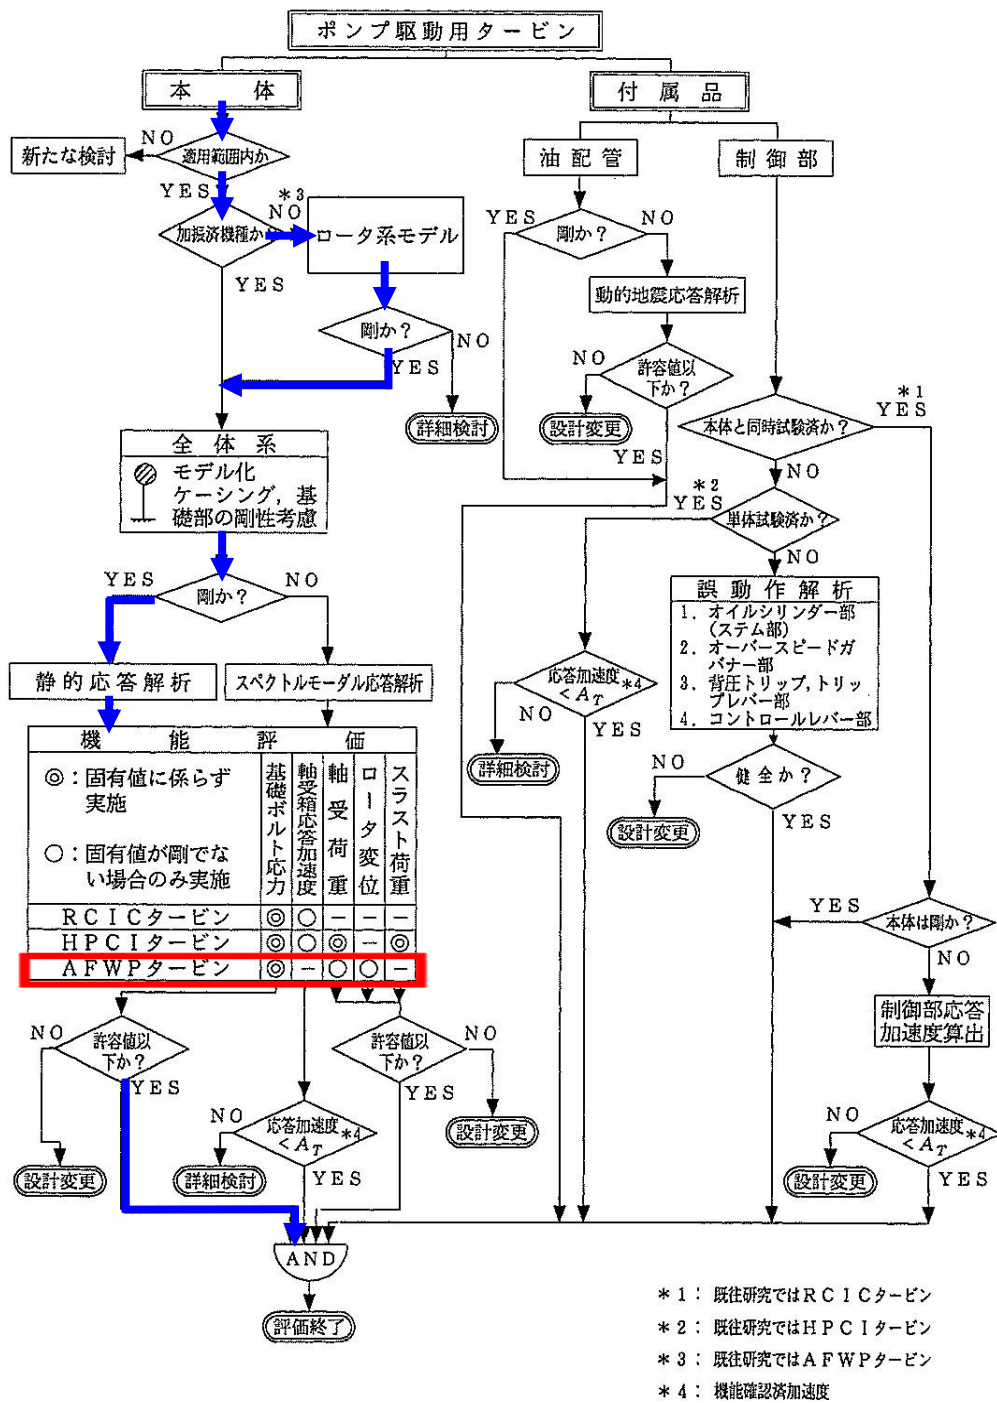 ポンプ駆動用タービン
本体
付属品
新たな検討
NO
適用範囲内か
YES
油配管
制御部
加振済機種か
*3
NO
ロータ系モデル
YES
剛か?
NO
YES
詳細検討
YES
剛か?
NO
動的地震応答解析
NO
許容値以
下か?
設計変更
YES
*1
YES
本体と同時試験済か?
NO
*2
YES
単体試験済か?
NO
全体系
モデル化
ケーシング,基
礎部の剛性考慮
YES
剛か?
NO
静的応答解析
スペクトルモーダル応答解析
誤動作解析
1.オイルシリンダー部
(ステム部)
2.オーバースピードガ
バナー部
3.背圧トリップ,トリッ
プレバー部
4.コントロールレバー部
応答加速度
<AT *4
NO
YES
詳細検討
NO
健全か?
YES
設計変更
機能評価
◎:固有値に係らず
実施
○:固有値が剛でな
い場合のみ実施
基礎ボルト応力
軸受箱応答加速度
軸受荷重
ロータ変位
スラスト荷重
RCICタービン ◎ ○ − − −
HPCIタービン ◎ ○ ◎ − ◎
AFWPタービン ◎ − ○ ○ −
YES
本体は剛か?
NO
制御部応答
加速度算出
NO
応答加速度
<AT *4
YES
設計変更
NO
許容値以
下か?
YES
設計変更
NO
応答加速度
<AT *4
YES
詳細検討
許容値以
下か?
NO
YES
設計変更
AND
評価終了
*1:既往研究ではRCICタービン
*2:既往研究ではHPCIタービン
*3:既往研究ではAFWPタービン
*4:機能確認済加速度